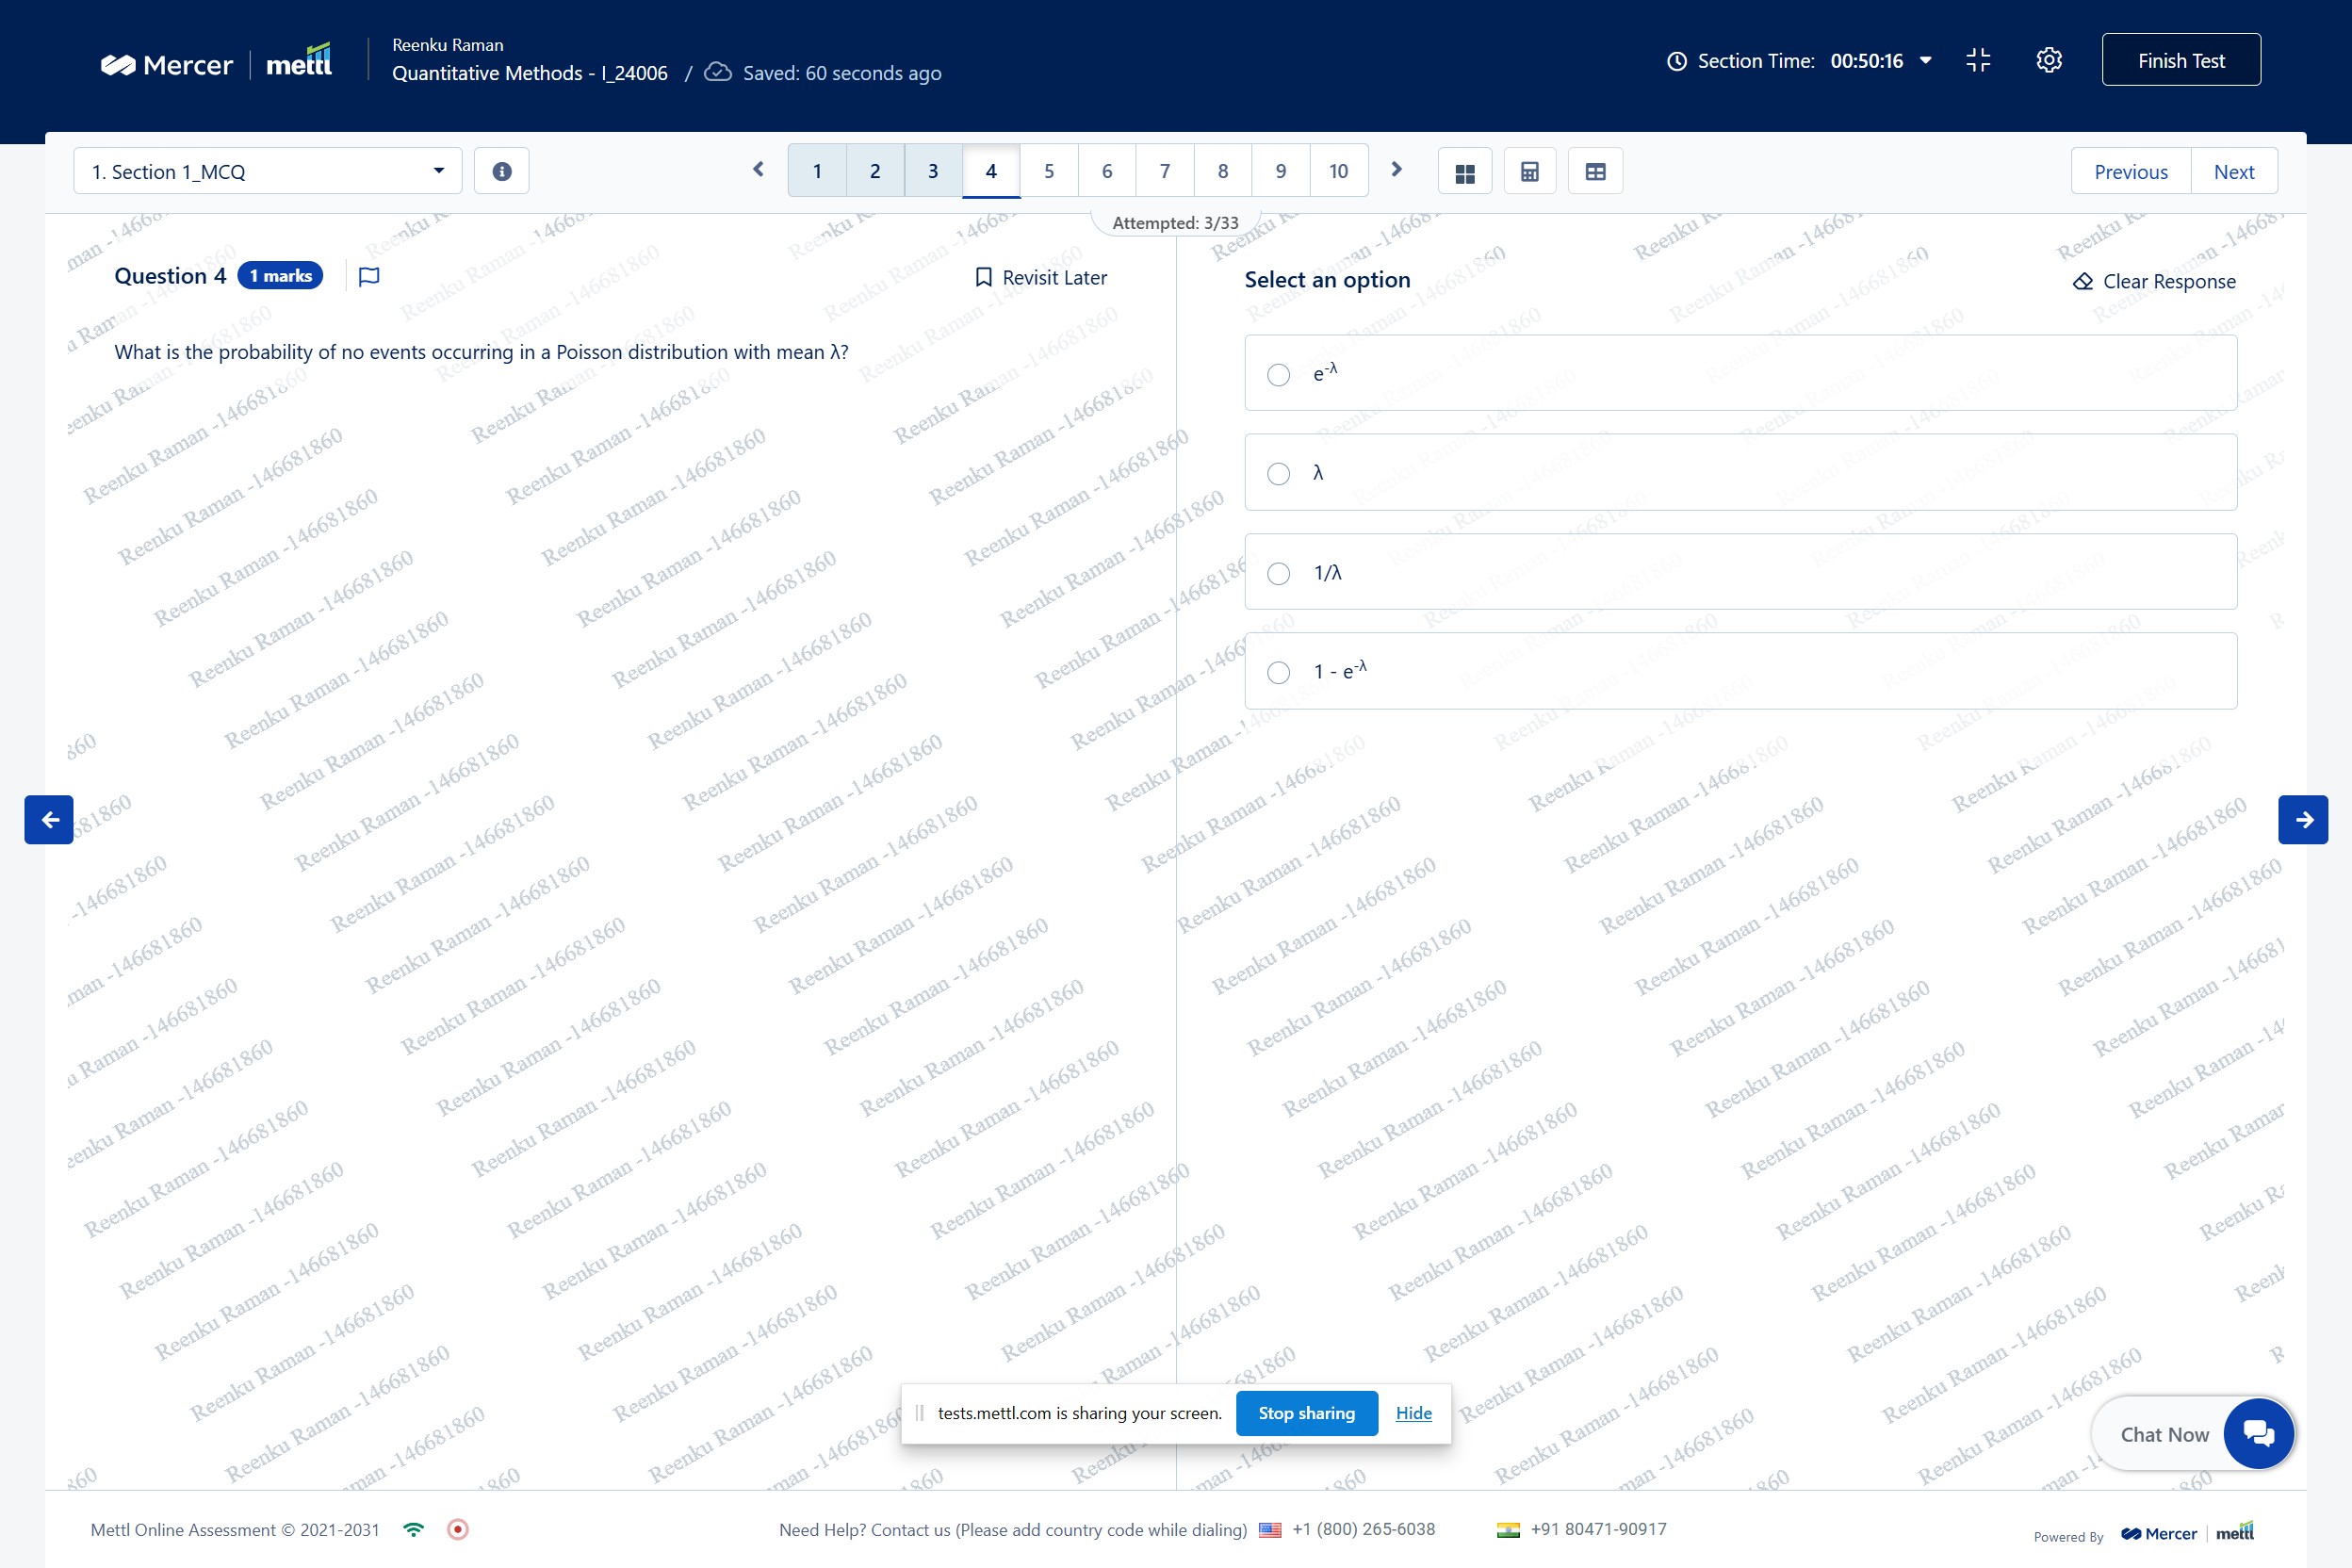 Mercer | mettl
Reenku Raman
Quantitative Methods - I_24006 / Saved: 60 seconds ago
Section Time: 00:50:16
Finish Test
1. Section 1_MCQ
1 2 3 4 5 6 7 8 9 10
Previous Next
Attempted: 3/33
Question 4 1 marks
Revisit Later
What is the probability of no events occurring in a Poisson distribution with mean λ?
Select an option
Clear Response
e-λ
λ
1/λ
1 - e-λ
Reenku Raman -146681860
tests.mettl.com is sharing your screen. Stop sharing Hide
Chat Now
Mettl Online Assessment © 2021-2031
Need Help? Contact us (Please add country code while dialing) +1 (800) 265-6038 +91 80471-90917
Powered By Mercer | mettl